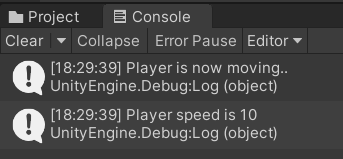 Project Console
Clear Collapse Error Pause Editor
[18:29:39] Player is now moving..
UnityEngine.Debug:Log (object)
[18:29:39] Player speed is 10
UnityEngine.Debug:Log (object)